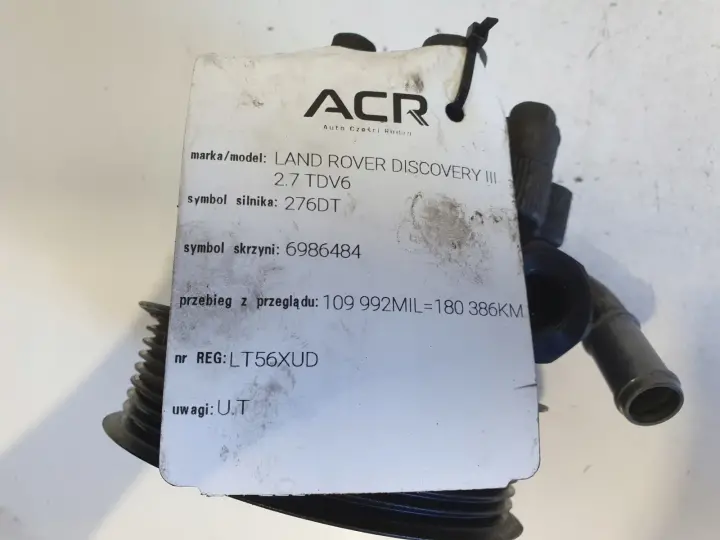 ACR
Auto Części Radom
marka/model: LAND ROVER DISCOVERY III
2.7 TDV6
symbol silnika: 276DT
symbol skrzyni: 6986484
przebieg z przeglądu: 109 992MIL=180 386KM
nr REG: LT56XUD
uwagi: U.T